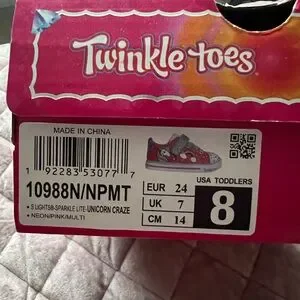 Twinkle toes
MADE IN CHINA
1 92283 53077 7
10988N/NPMT
• S LIGHTS®-SPARKLE LITE-UNICORN CRAZE
• NEON/PINK/MULTI
EUR 24
UK 7
CM 14
USA TODDLERS
8